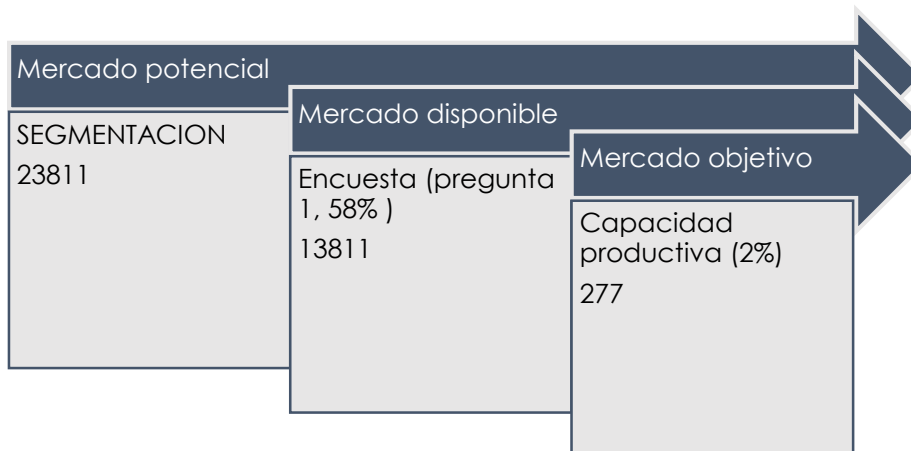 Mercado potencial
SEGMENTACION
23811
Mercado disponible
Encuesta (pregunta
1, 58% )
13811
Mercado objetivo
Capacidad
productiva (2%)
277